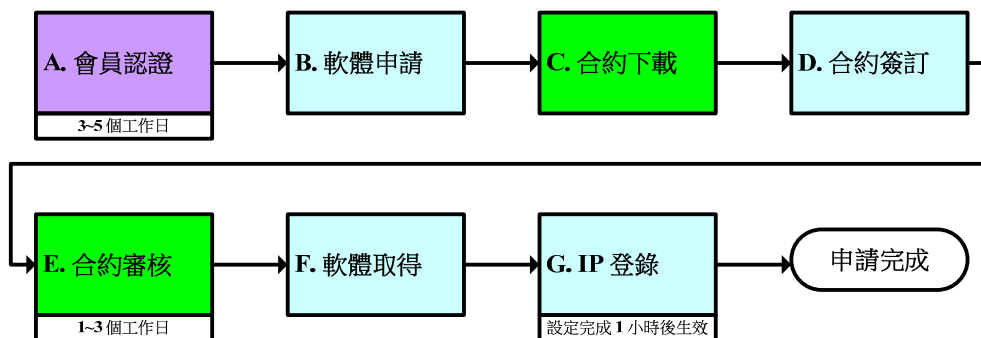 A. 會員認證
3~5 個工作日
B. 軟體申請
C. 合約下載
D. 合約簽訂
E. 合約審核
1~3 個工作日
F. 軟體取得
G. IP 登錄
設定完成 1 小時後生效
申請完成